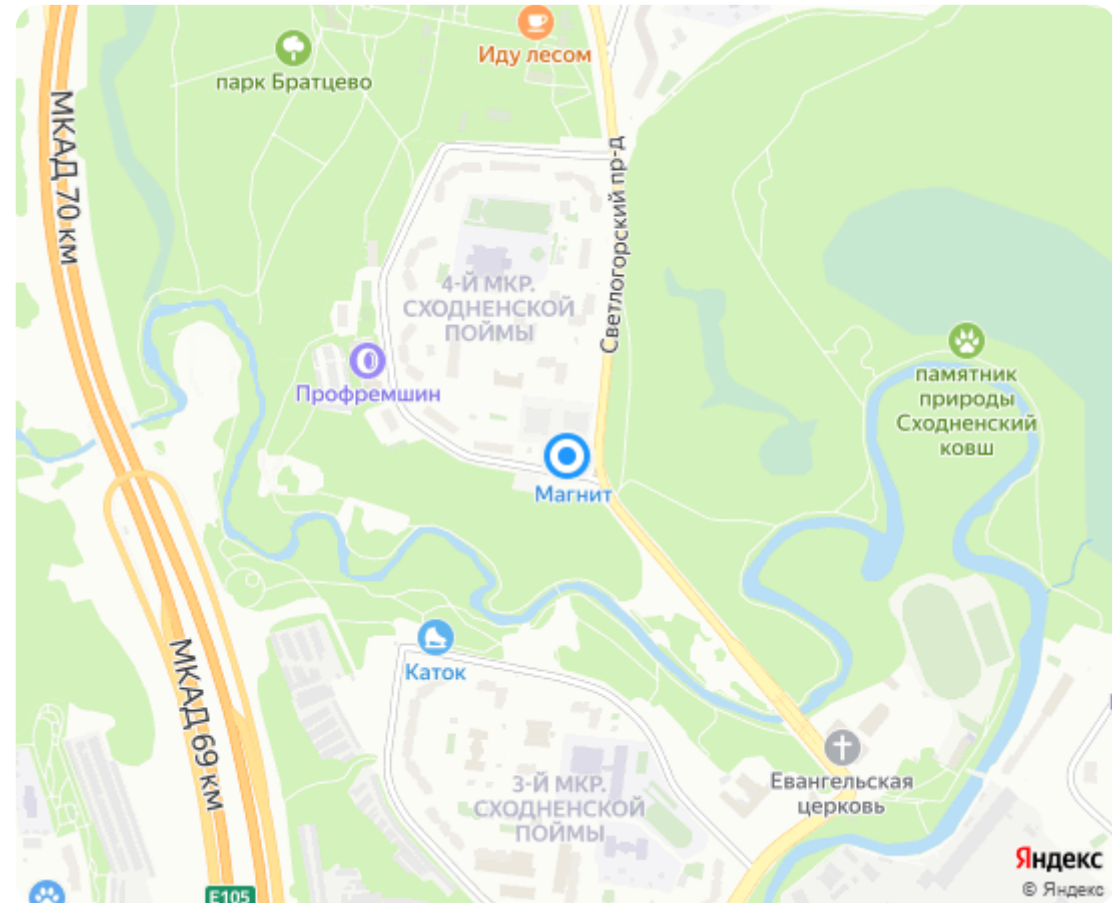 Иду лесом
парк Братцево
МКАД 70 км
Светлогорский пр-д
4-Й МКР.
СХОДНЕНСКОЙ
ПОЙМЫ
Профремшин
памятник
природы
Сходненский
ковш
Магнит
Каток
МКАД 69 км
Евангельская
церковь
3-Й МКР.
СХОДНЕНСКОЙ
ПОЙМЫ
E105
Яндекс
© Яндекс